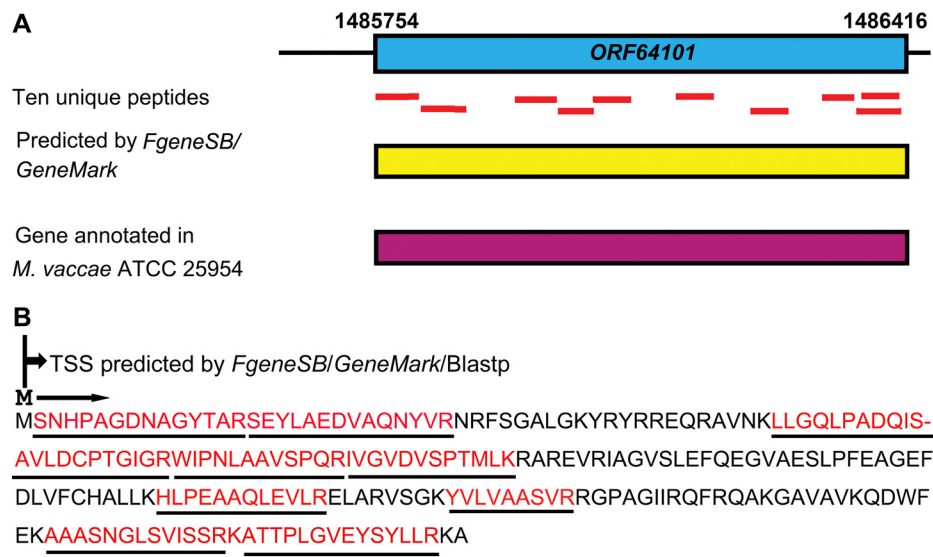 A
1485754 1486416
ORF64101
Ten unique peptides
Predicted by FgeneSB/
GeneMark
Gene annotated in
M. vaccae ATCC 25954
B
TSS predicted by FgeneSB/GeneMark/Blastp
M
MSNHPAGDNAGYTARSEYLAEDVAQNYVRNRFSGALGKYRYRREQRAVNKLLGQLPADQIS-
AVLDCPTGIGRWIPNLAAVSPQRIVGVDVSPTMLKRAREVRIAGVSLEFQEGVAESLPFEAGEF
DLVFCHALLKHLPEAAQLEVLRELARVSGKYVLVAASVRRGPAGIIRQFRQAKGAVAVKQDWF
EKAAASNGLSVISSRKATTPLGVEYSYLLRKA